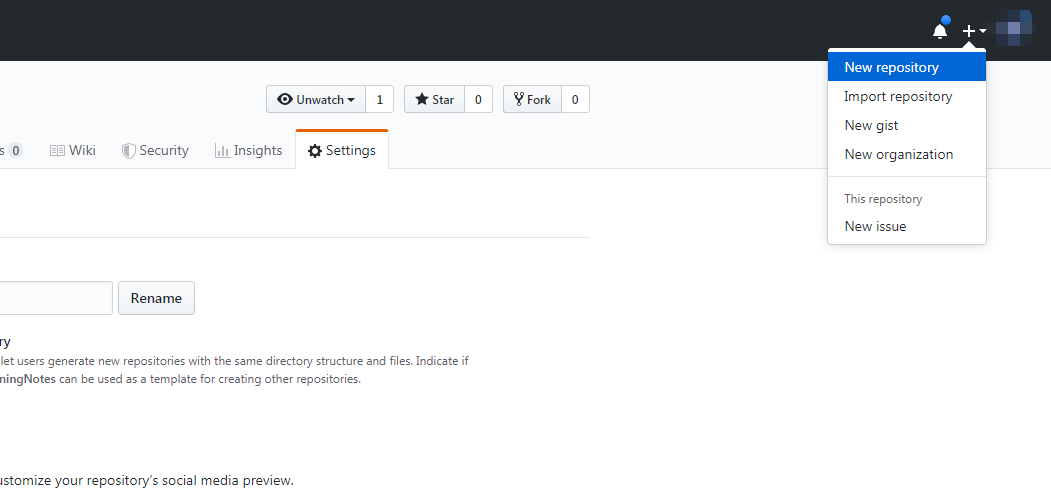 New repository
Import repository
New gist
New organization
This repository
New issue
Unwatch 1 Star 0 Fork 0
s 0 Wiki Security Insights Settings
Rename
ry
let users generate new repositories with the same directory structure and files. Indicate if
ningNotes can be used as a template for creating other repositories.
ustomize your repository's social media preview.